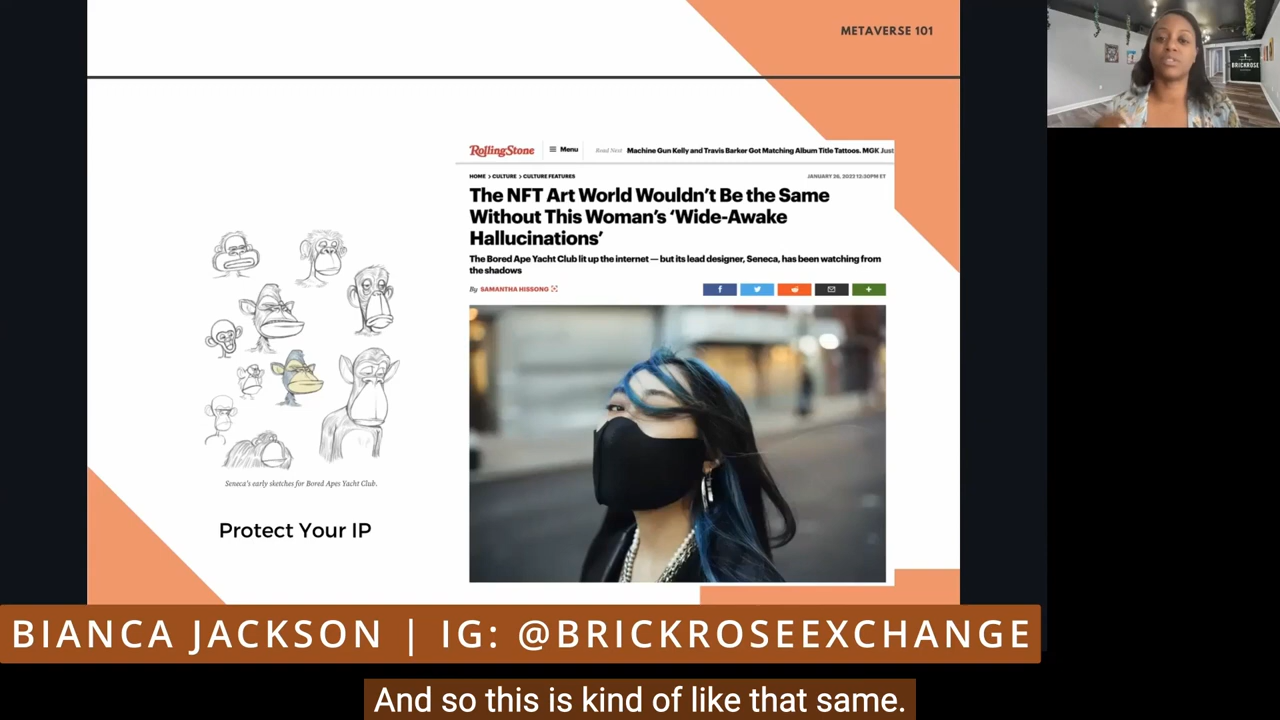 METAVERSE 101
BRICKROSE
RollingStone
Menu
Read Next
Machine Gun Kelly and Travis Barker Got Matching Album Title Tattoos. MGK Just
HOME > CULTURE > CULTURE FEATURES
JANUARY 26, 2022 12:30PM ET
The NFT Art World Wouldn't Be the Same
Without This Woman's 'Wide-Awake
Hallucinations'
The Bored Ape Yacht Club lit up the internet — but its lead designer, Seneca, has been watching from
the shadows
By SAMANTHA HISSONG
Seneca's early sketches for Bored Apes Yacht Club.
Protect Your IP
BIANCA JACKSON | IG: @BRICKROSEEXCHANGE
And so this is kind of like that same.